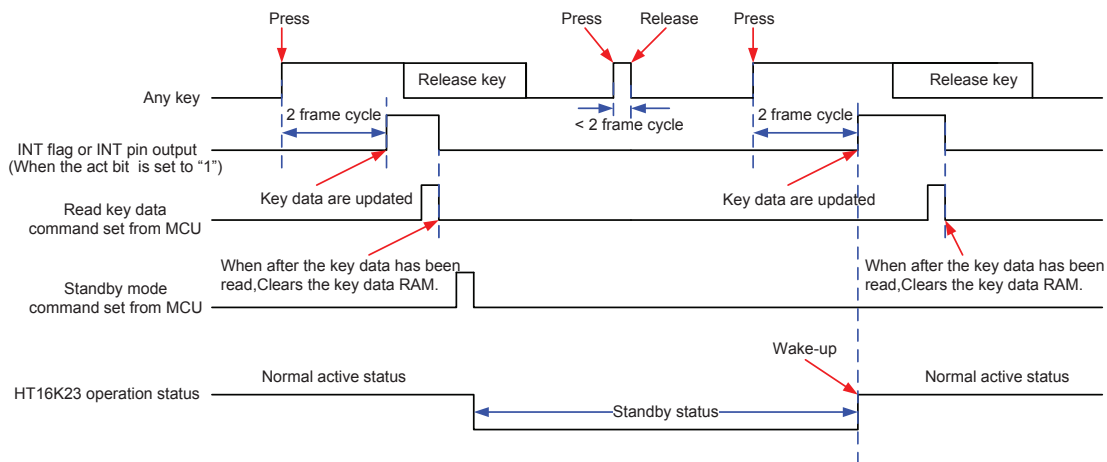 Press
Press
Release
Press
Any key
Release key
Release key
2 frame cycle
< 2 frame cycle
2 frame cycle
INT flag or INT pin output
(When the act bit is set to “1”)
Key data are updated
Key data are updated
Read key data
command set from MCU
When after the key data has been
read,Clears the key data RAM.
When after the key data has been
read,Clears the key data RAM.
Standby mode
command set from MCU
Wake-up
HT16K23 operation status
Normal active status
Standby status
Normal active status